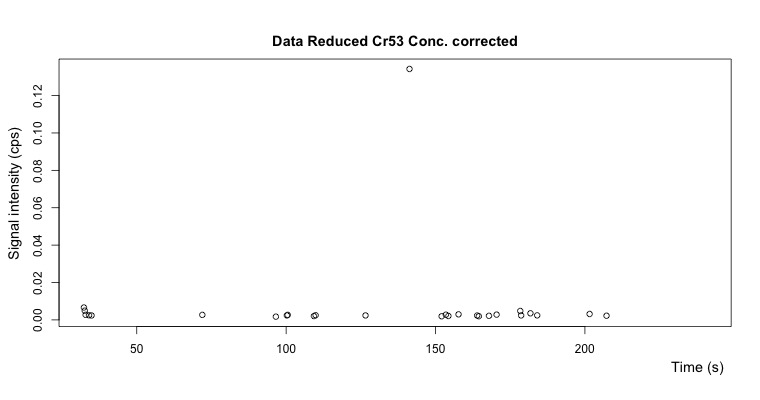 Data Reduced Cr53 Conc. corrected
Signal intensity (cps)
0.12
0.10
0.08
0.06
0.04
0.02
0.00
50 100 150 200
Time (s)